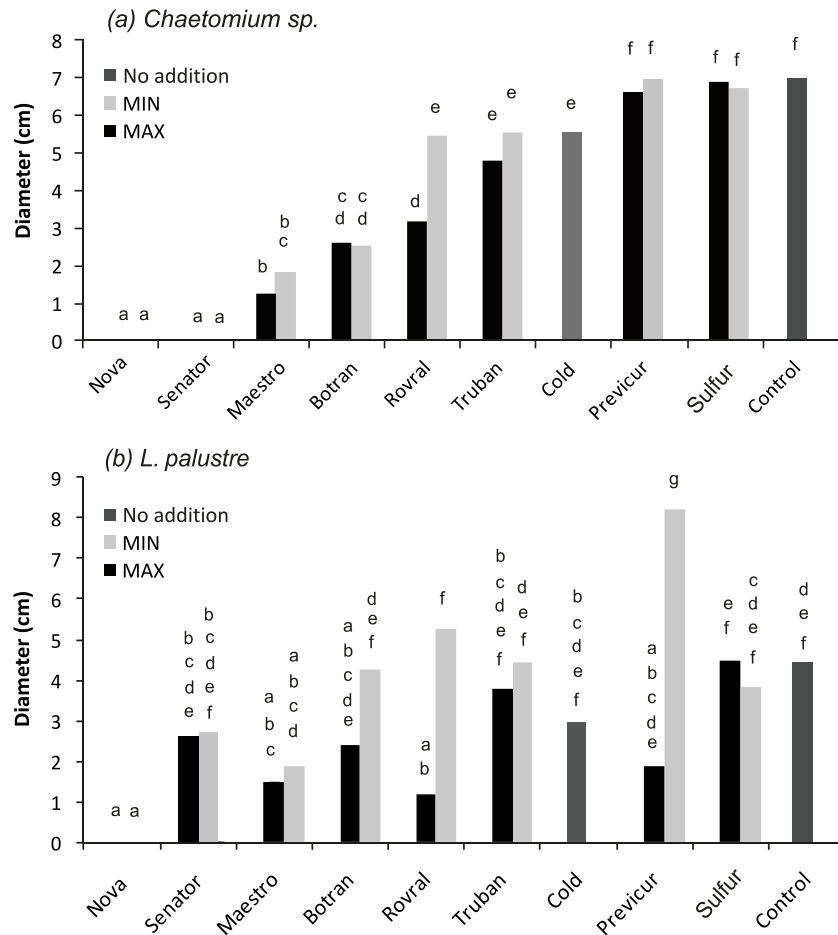 (a) Chaetomium sp.
Diameter (cm)
8
7
6
5
4
3
2
1
0
No addition
MIN
MAX
a a
a a
b
b
c
c
d
c
d
d
e
e
e
e
f f
f f
f
Nova
Senator
Maestro
Botran
Rovral
Truban
Cold
Previcur
Sulfur
Control
(b) L. palustre
Diameter (cm)
9
8
7
6
5
4
3
2
1
0
No addition
MIN
MAX
a a
b
c
d
e
b
c
d
e
f
a
b
c
a
b
c
d
a
b
c
d
e
d
e
f
a
b
f
b
c
d
e
f
d
e
f
b
c
d
e
f
a
b
c
d
e
g
e
f
c
d
e
f
d
e
f
Nova
Senator
Maestro
Botran
Rovral
Truban
Cold
Previcur
Sulfur
Control